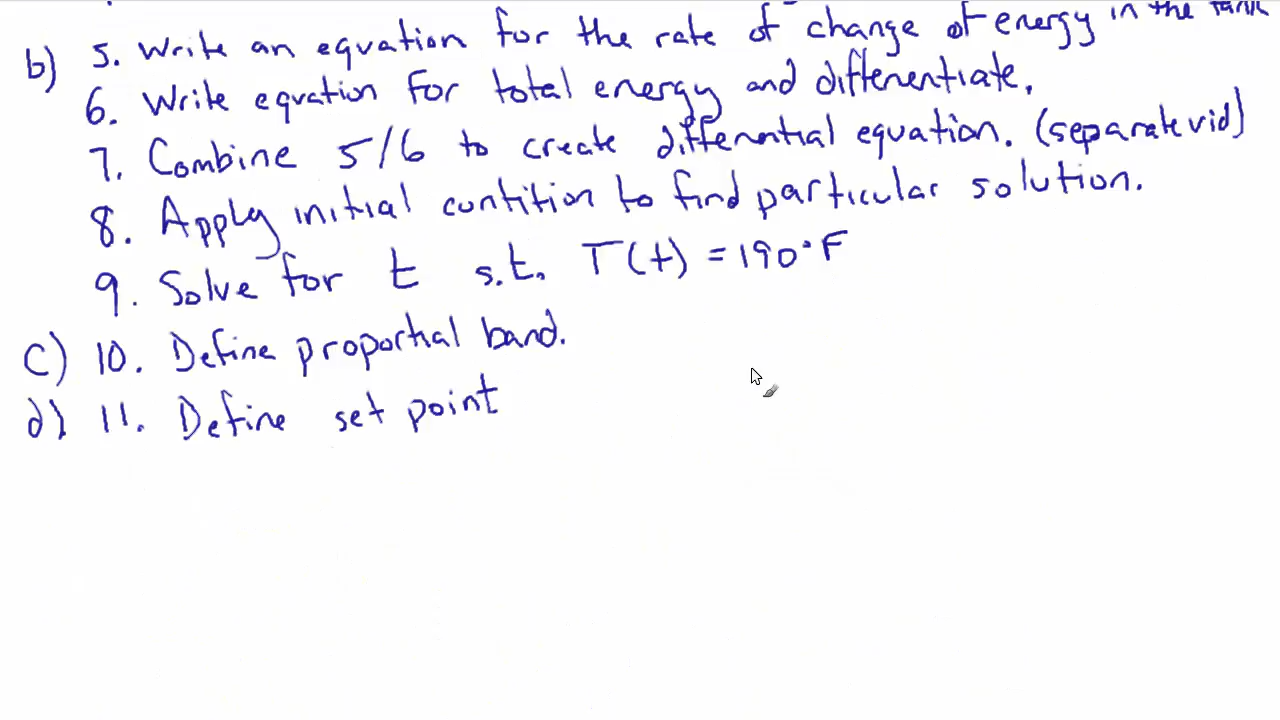 b) 5. Write an equation for the rate of change of energy in the tank
6. Write equation for total energy and differentiate.
7. Combine 5/6 to create differential equation. (separate vid)
8. Apply initial contition to find particular solution.
9. Solve for t s.t. T(t) = 190°F
c) 10. Define proportial band.
d) 11. Define set point